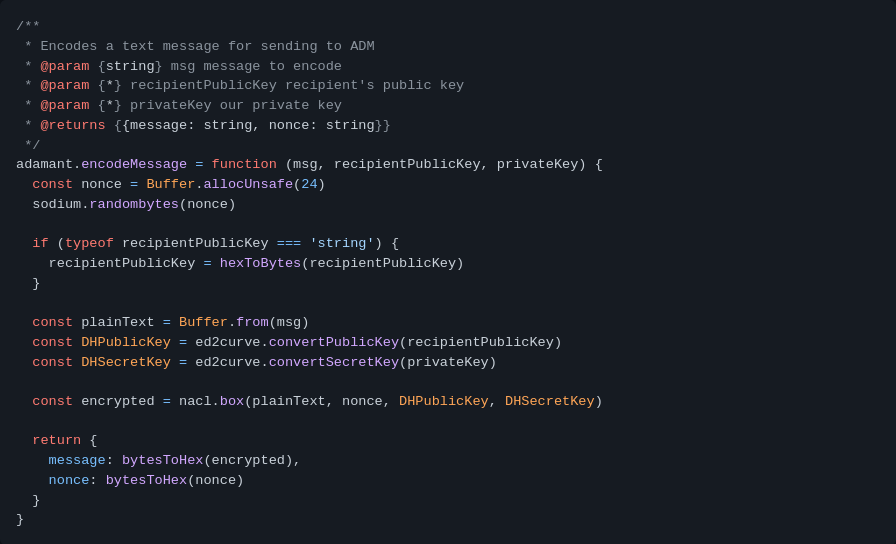 /**
 * Encodes a text message for sending to ADM
 * @param {string} msg message to encode
 * @param {*} recipientPublicKey recipient's public key
 * @param {*} privateKey our private key
 * @returns {{message: string, nonce: string}}
 */
adamant.encodeMessage = function (msg, recipientPublicKey, privateKey) {
  const nonce = Buffer.allocUnsafe(24)
  sodium.randombytes(nonce)

  if (typeof recipientPublicKey === 'string') {
    recipientPublicKey = hexToBytes(recipientPublicKey)
  }

  const plainText = Buffer.from(msg)
  const DHPublicKey = ed2curve.convertPublicKey(recipientPublicKey)
  const DHSecretKey = ed2curve.convertSecretKey(privateKey)

  const encrypted = nacl.box(plainText, nonce, DHPublicKey, DHSecretKey)

  return {
    message: bytesToHex(encrypted),
    nonce: bytesToHex(nonce)
  }
}